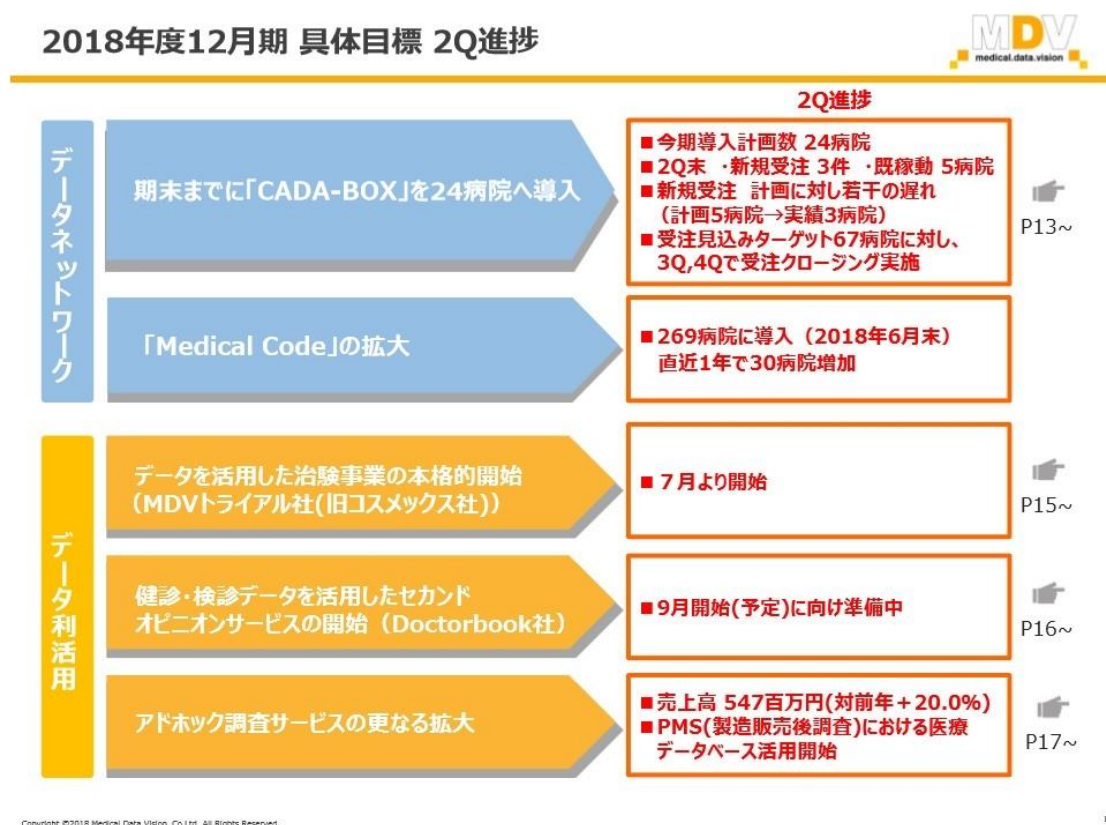 2018年度12月期 具体目標 2Q進捗
MDV
medical.data.vision
2Q進捗
データネットワーク
期末までに「CADA-BOX」を24病院へ導入
■今期導入計画数 24病院
■2Q末 ・新規受注 3件 ・既稼動 5病院
■新規受注 計画に対し若干の遅れ
（計画5病院→実績3病院）
■受注見込みターゲット67病院に対し、
3Q,4Qで受注クロージング実施
P13~
「Medical Code」の拡大
■269病院に導入（2018年6月末）
直近1年で30病院増加
データ利活用
データを活用した治験事業の本格的開始
（MDVトライアル社(旧コスメックス社)）
■７月より開始
P15~
健診・検診データを活用したセカンド
オピニオンサービスの開始（Doctorbook社）
■9月開始(予定)に向け準備中
P16~
アドホック調査サービスの更なる拡大
■売上高 547百万円(対前年＋20.0%)
■PMS(製造販売後調査)における医療
データベース活用開始
P17~
Copyright ©2018 Medical Data Vision Co.Ltd. All Rights Reserved.